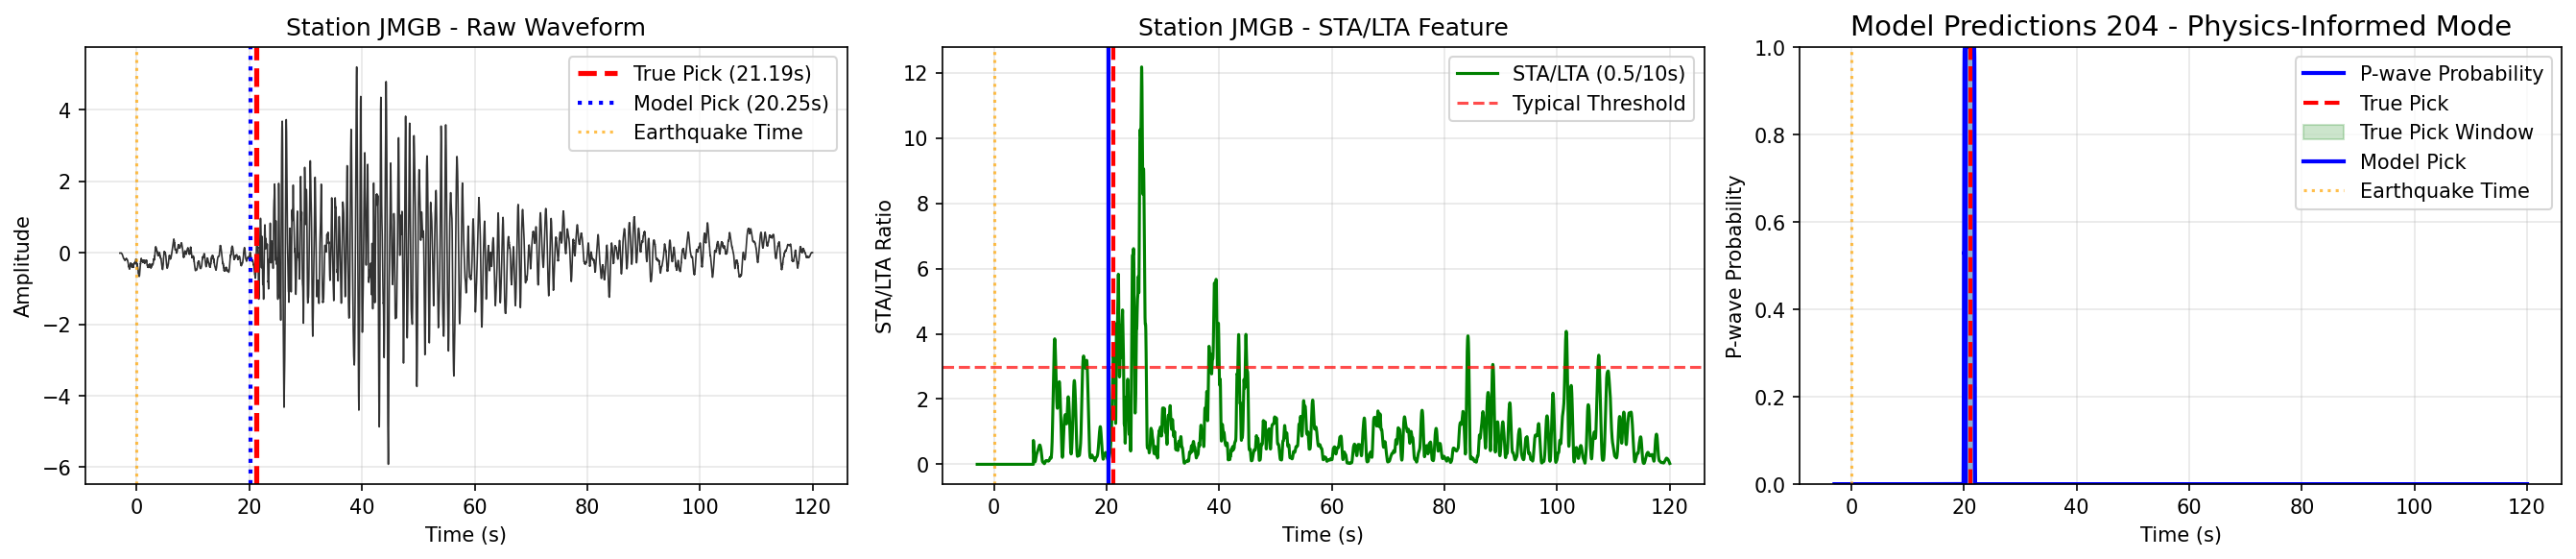 Station JMGB - Raw Waveform
True Pick (21.19s)
Model Pick (20.25s)
Earthquake Time
Amplitude
4
2
0
−2
−4
−6
0 20 40 60 80 100 120
Time (s)
Station JMGB - STA/LTA Feature
STA/LTA (0.5/10s)
Typical Threshold
STA/LTA Ratio
12
10
8
6
4
2
0
0 20 40 60 80 100 120
Time (s)
Model Predictions 204 - Physics-Informed Mode
P-wave Probability
True Pick
True Pick Window
Model Pick
Earthquake Time
P-wave Probability
1.0
0.8
0.6
0.4
0.2
0.0
0 20 40 60 80 100 120
Time (s)